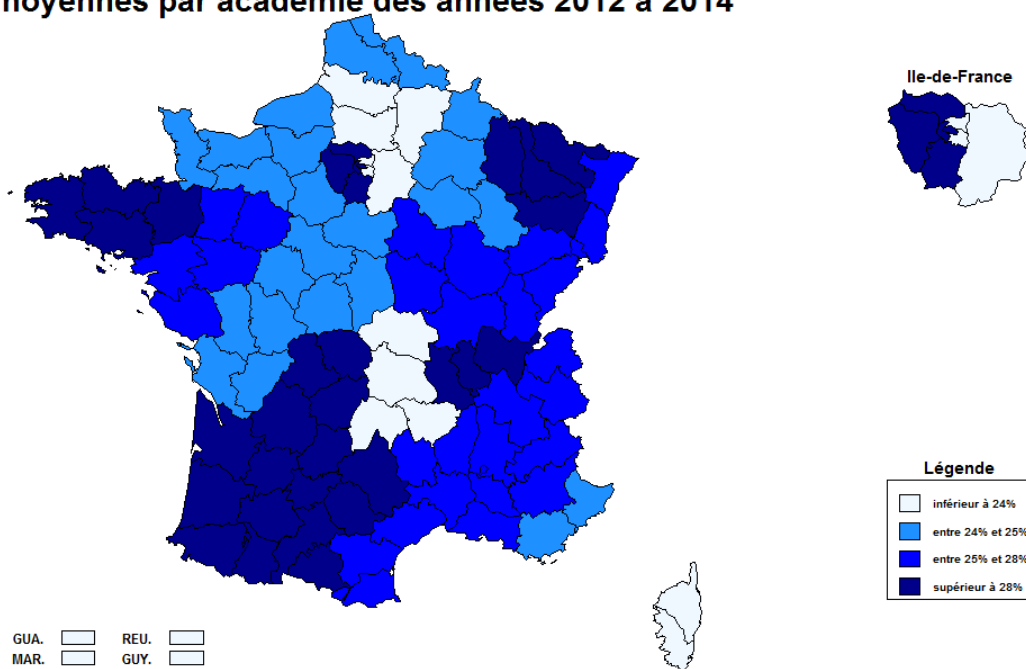 moyennes par académie des années 2012 à 2014
Ile-de-France
Légende
inférieur à 24%
entre 24% et 25%
entre 25% et 28%
supérieur à 28%
GUA. REU.
MAR. GUY.